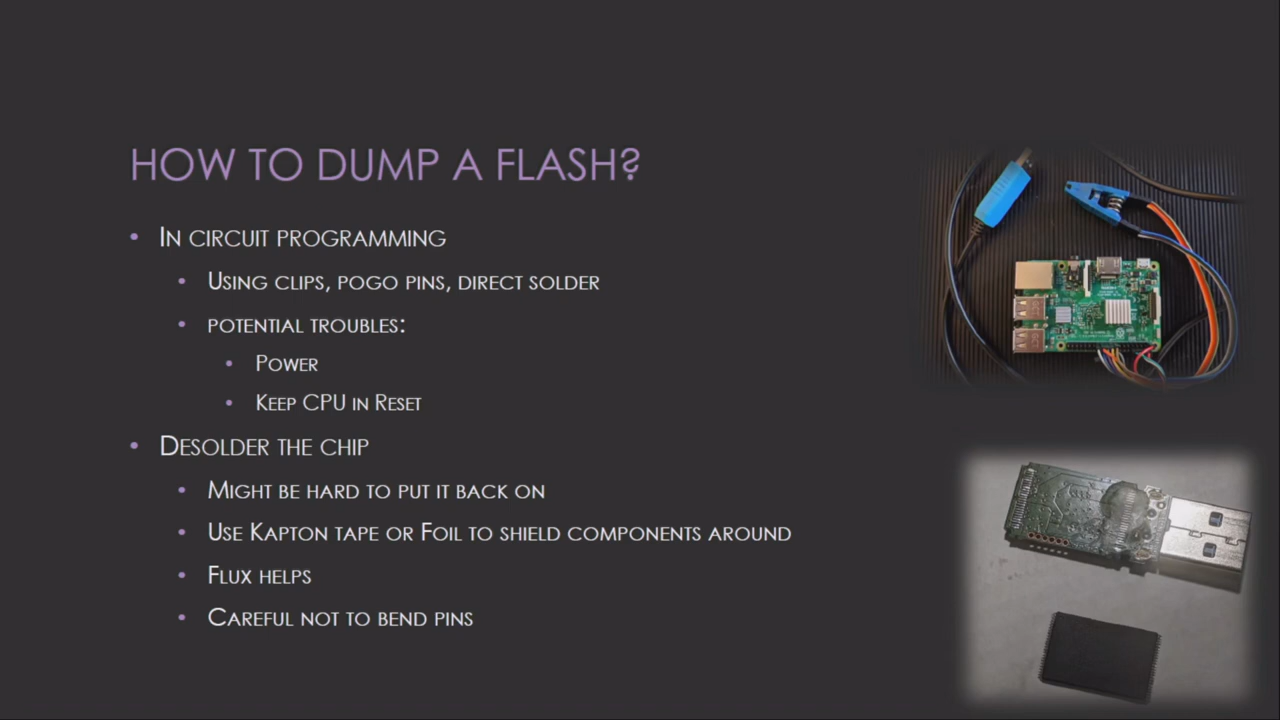 HOW TO DUMP A FLASH?
IN CIRCUIT PROGRAMMING
USING CLIPS, POGO PINS, DIRECT SOLDER
POTENTIAL TROUBLES:
POWER
KEEP CPU IN RESET
DESOLDER THE CHIP
MIGHT BE HARD TO PUT IT BACK ON
USE KAPTON TAPE OR FOIL TO SHIELD COMPONENTS AROUND
FLUX HELPS
CAREFUL NOT TO BEND PINS